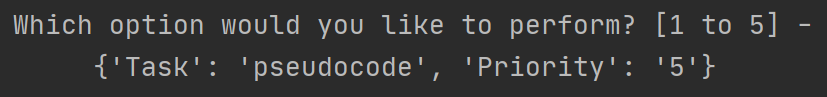 Which option would you like to perform? [1 to 5] -
{'Task': 'pseudocode', 'Priority': '5'}